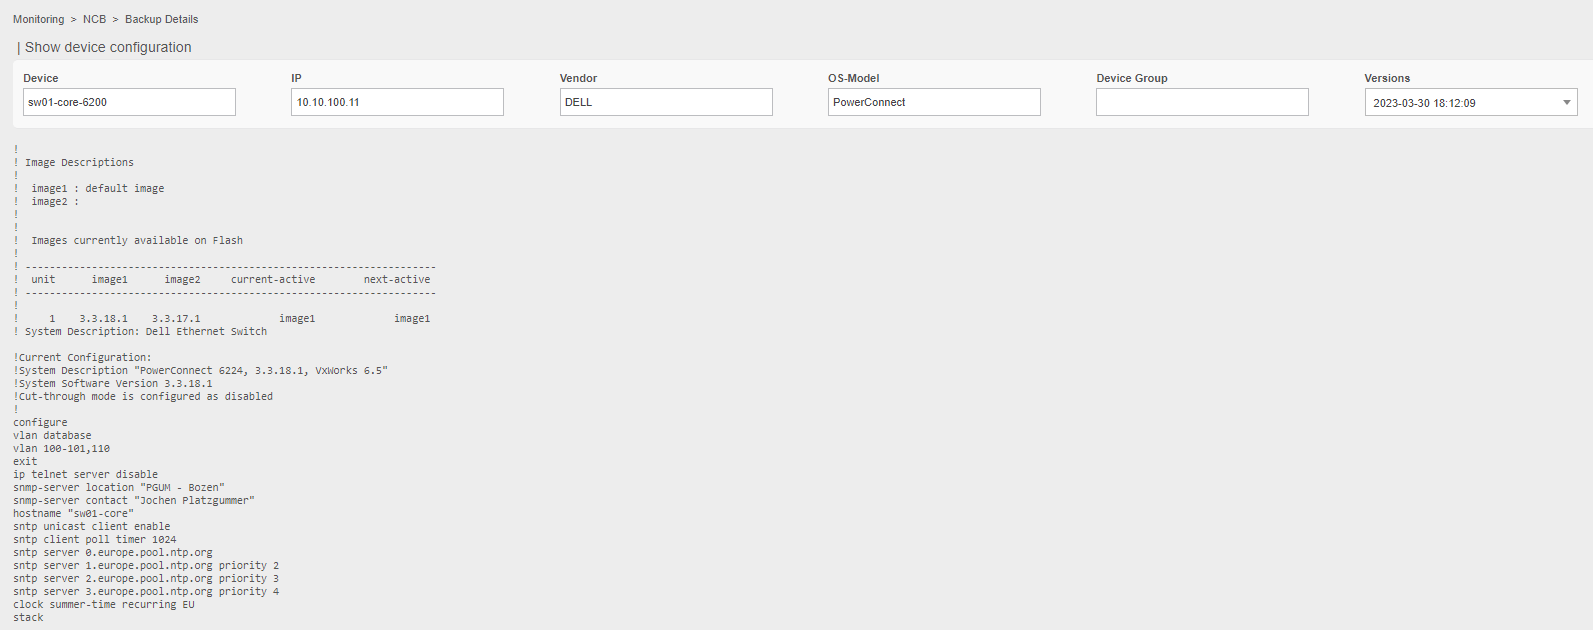 Monitoring > NCB > Backup Details
| Show device configuration
Device IP Vendor OS-Model Device Group Versions
sw01-core-6200 10.10.100.11 DELL PowerConnect 2023-03-30 18:12:09
!
! Image Descriptions
!
!  image1 : default image
!  image2 :
!
!
!  Images currently available on Flash
!
! --------------------------------------------------------------------
!  unit      image1      image2     current-active        next-active
! --------------------------------------------------------------------
!
!     1    3.3.18.1    3.3.17.1             image1             image1
! System Description: Dell Ethernet Switch
!Current Configuration:
!System Description "PowerConnect 6224, 3.3.18.1, VxWorks 6.5"
!System Software Version 3.3.18.1
!Cut-through mode is configured as disabled
!
configure
vlan database
vlan 100-101,110
exit
ip telnet server disable
snmp-server location "PGUM - Bozen"
snmp-server contact "Jochen Platzgummer"
hostname "sw01-core"
sntp unicast client enable
sntp client poll timer 1024
sntp server 0.europe.pool.ntp.org
sntp server 1.europe.pool.ntp.org priority 2
sntp server 2.europe.pool.ntp.org priority 3
sntp server 3.europe.pool.ntp.org priority 4
clock summer-time recurring EU
stack